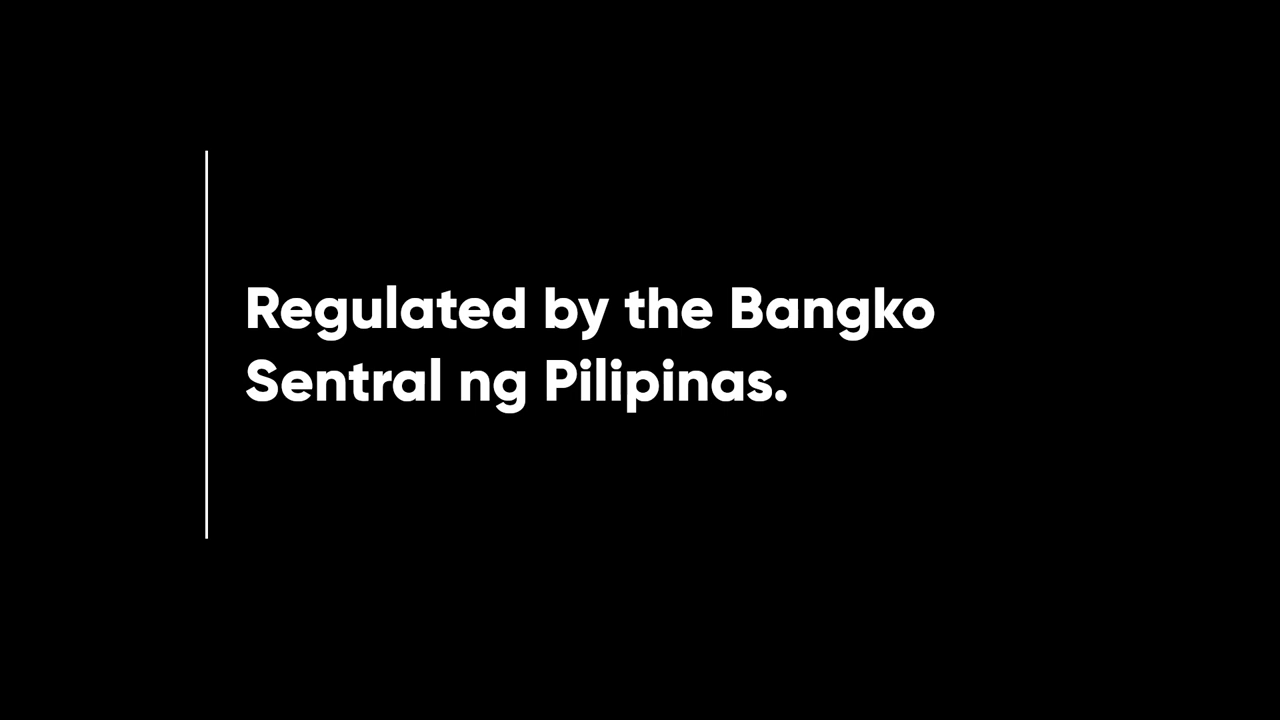 Regulated by the Bangko
Sentral ng Pilipinas.